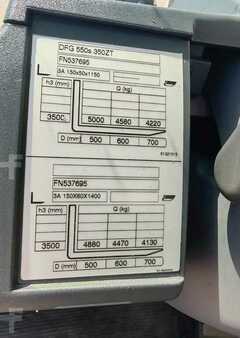 DFG 550s 350ZT
FN537695
3A 150x50x1150
h3 (mm) Q (kg)
3500 5000 4580 4220
D (mm) 500 600 700
FN537695
3A 150X60X1400
h3 (mm) Q (kg)
3500 4880 4470 4130
D (mm) 500 600 700